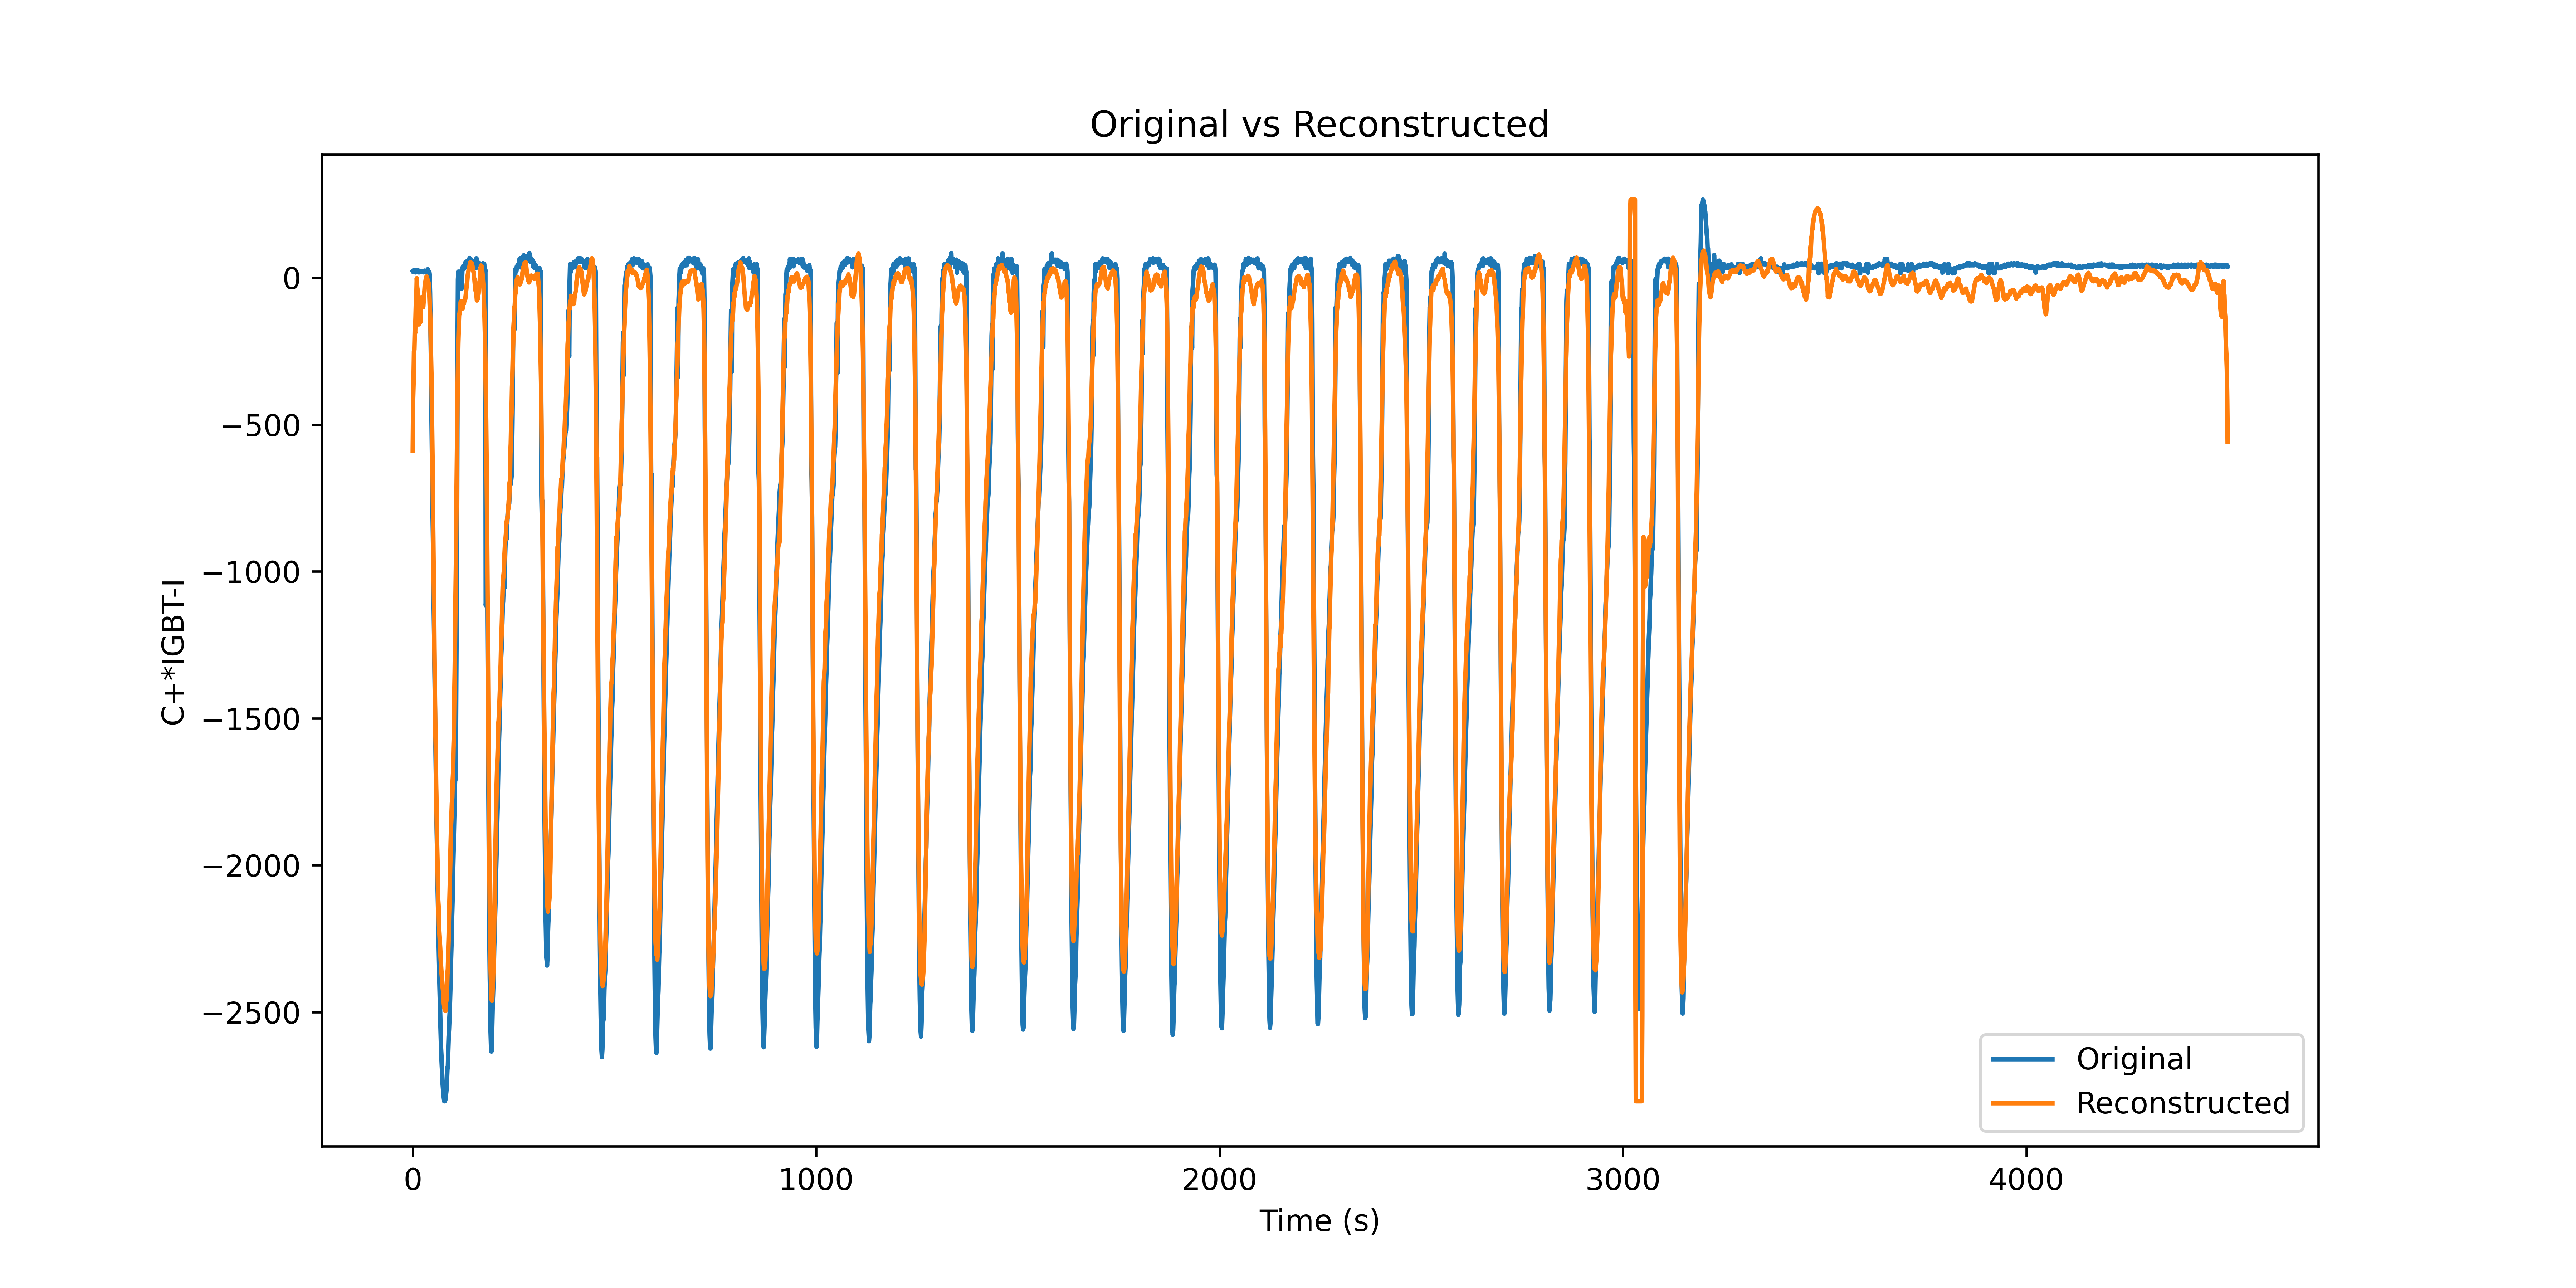 Original vs Reconstructed
C+*IGBT-I
0
−500
−1000
−1500
−2000
−2500
0 1000 2000 3000 4000
Time (s)
Original
Reconstructed